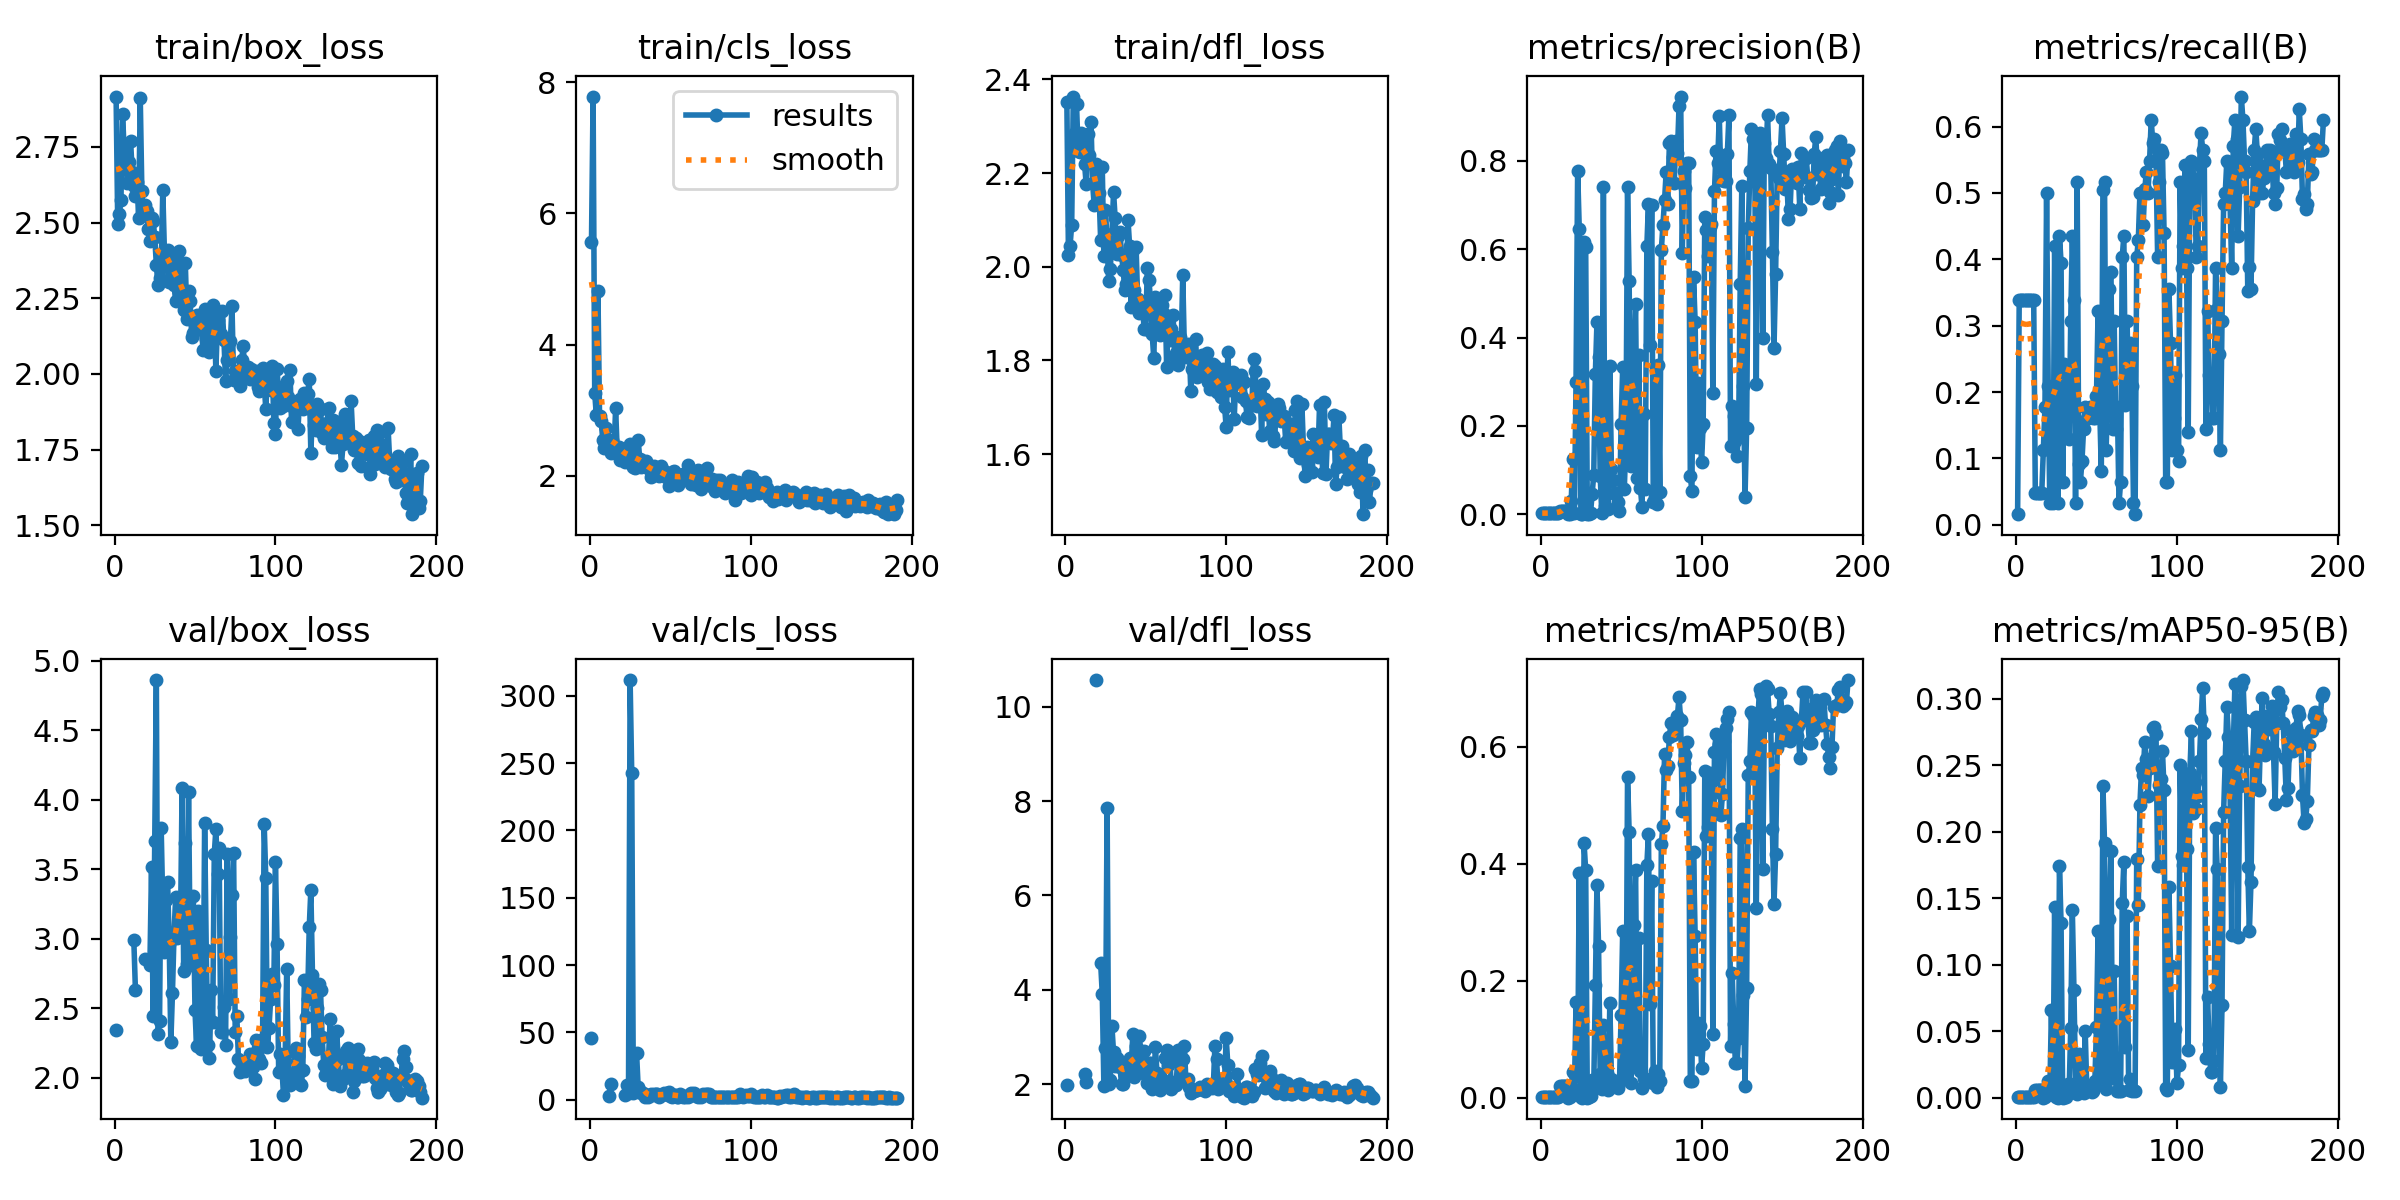 train/box_loss
2.75
2.50
2.25
2.00
1.75
1.50
0 100 200
train/cls_loss
8
6
4
2
0 100 200
results
smooth
train/dfl_loss
2.4
2.2
2.0
1.8
1.6
0 100 200
metrics/precision(B)
0.8
0.6
0.4
0.2
0.0
0 100 200
metrics/recall(B)
0.6
0.5
0.4
0.3
0.2
0.1
0.0
0 100 200
val/box_loss
5.0
4.5
4.0
3.5
3.0
2.5
2.0
0 100 200
val/cls_loss
300
250
200
150
100
50
0
0 100 200
val/dfl_loss
10
8
6
4
2
0 100 200
metrics/mAP50(B)
0.6
0.4
0.2
0.0
0 100 200
metrics/mAP50-95(B)
0.30
0.25
0.20
0.15
0.10
0.05
0.00
0 100 200